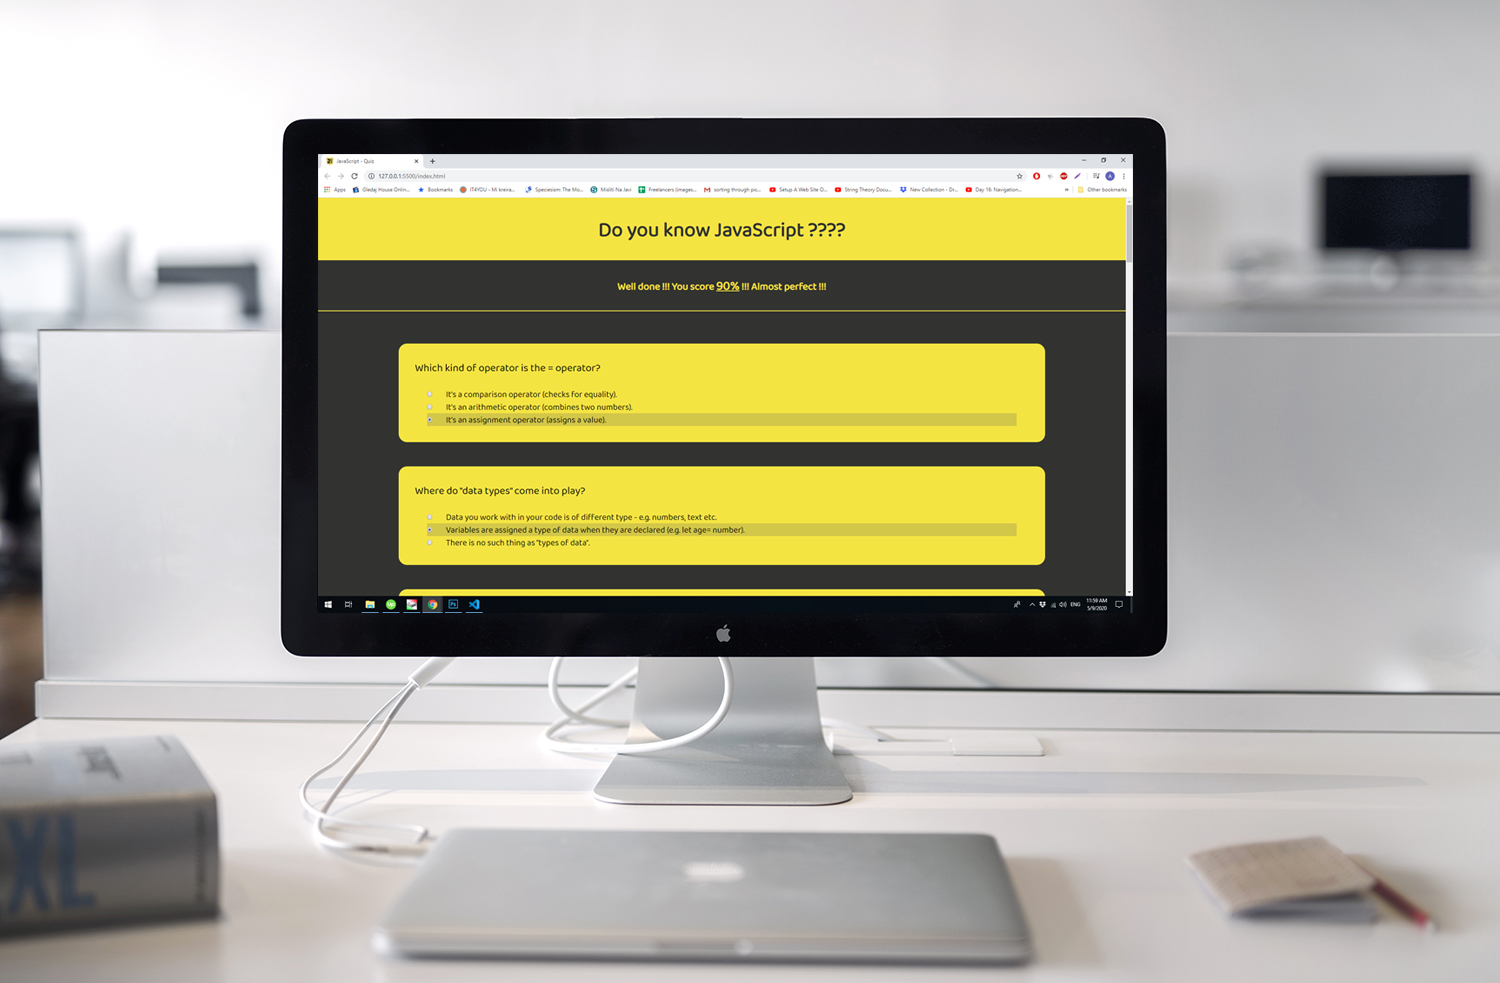 JavaScript - Quiz
127.0.0.1:5500/index.html
Apps Gledaj House Onlin... Bookmarks IT4YOU - Mi kreira... Speciesism: The Mo... Misliti Na Javi Freelancers (images... sorting through pic... Setup A Web Site O... String Theory Docu... New Collection - Di... Day 16: Navigation... » Other bookmarks
Do you know JavaScript ????
Well done !!! You score 90% !!! Almost perfect !!!
Which kind of operator is the = operator?
It's a comparison operator (checks for equality).
It's an arithmetic operator (combines two numbers).
It's an assignment operator (assigns a value).
Where do "data types" come into play?
Data you work with in your code is of different type - e.g. numbers, text etc.
Variables are assigned a type of data when they are declared (e.g. let age= number).
There is no such thing as "types of data".
Ps
ENG
11:59 AM
5/9/2020
XL